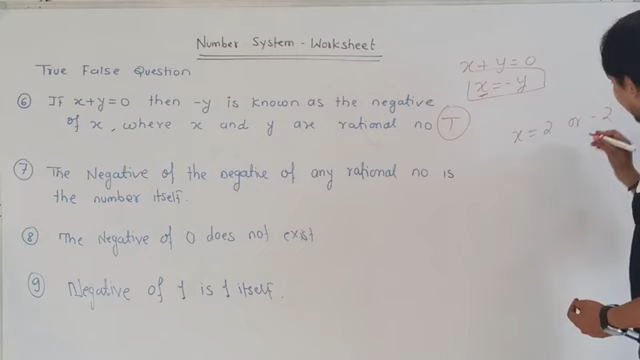 Number System - Worksheet
True False Question
⑥ If x+y=0 then -y is known as the negative
of x, where x and y are rational no T
⑦ The Negative of the negative of any rational no is
the number itself.
⑧ The Negative of 0 does not exist
⑨ Negative of 1 is 1 itself.
x+y=0
x=-y
x=2 or -2